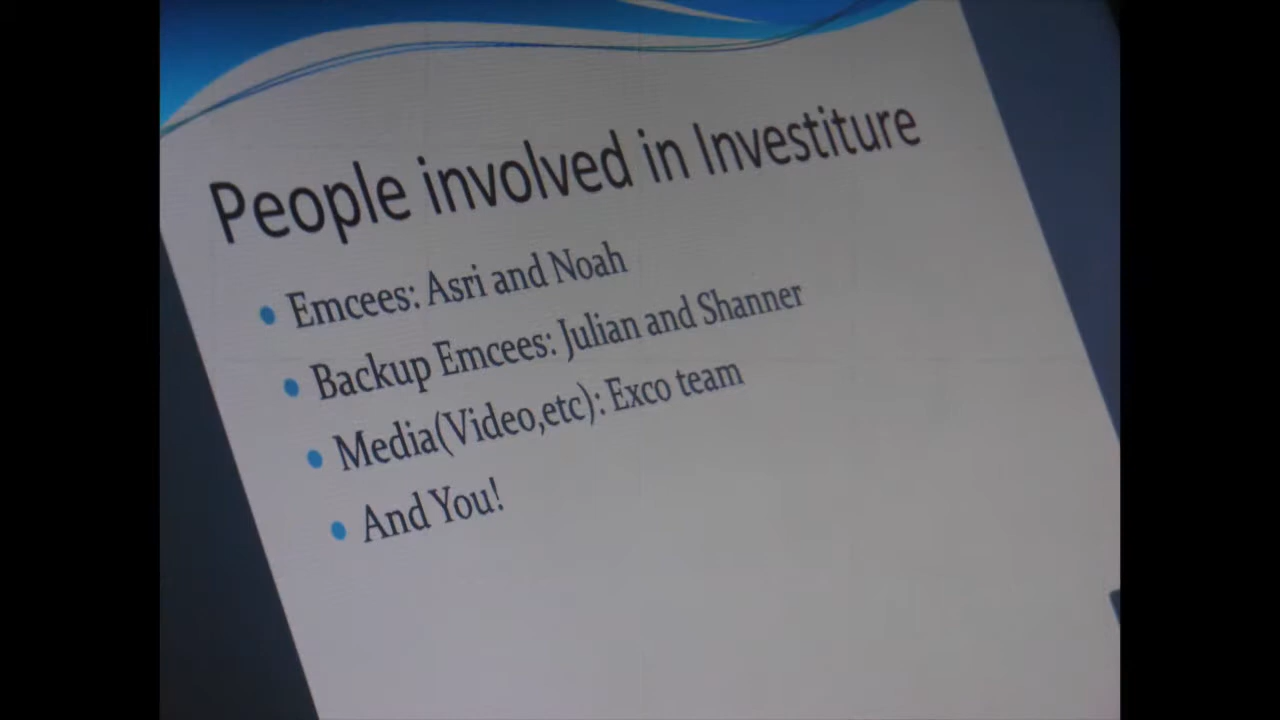 People involved in Investiture
Emcees: Asri and Noah
Backup Emcees: Julian and Shanner
Media(Video,etc): Exco team
And You!